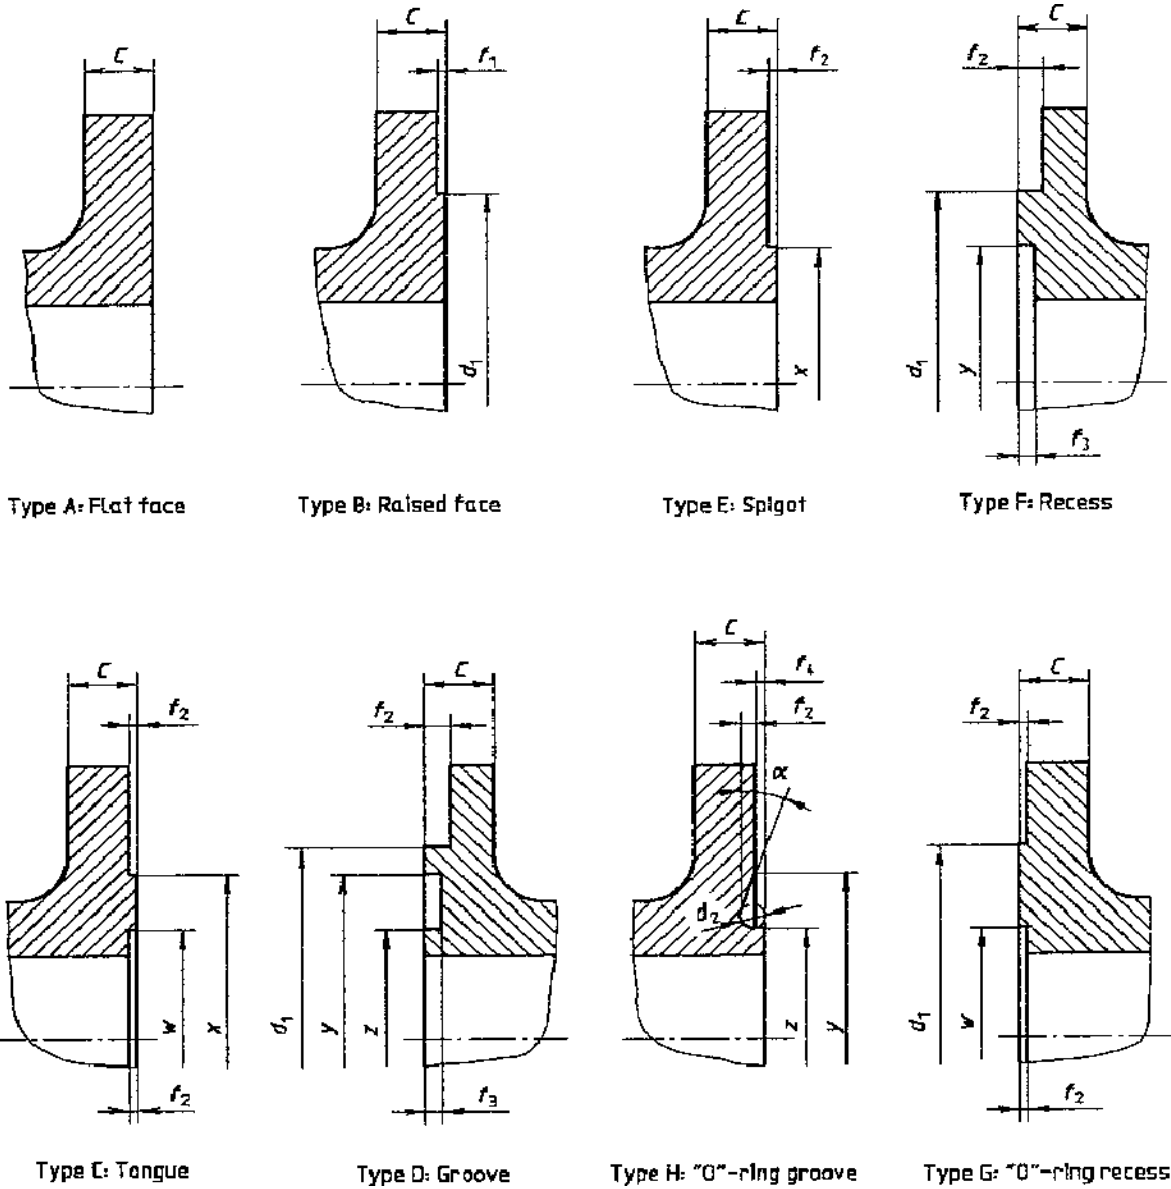 C
C
C
C
f1
f2
f2
d1
x
d1
y
f3
Type A: Flat face
Type B: Raised face
Type E: Spigot
Type F: Recess
C
C
C
C
f2
f2
f4
f2
f2
α
d2
w
x
d1
y
z
z
y
d1
w
f2
f3
f2
Type C: Tongue
Type D: Groove
Type H: "O"-ring groove
Type G: "O"-ring recess